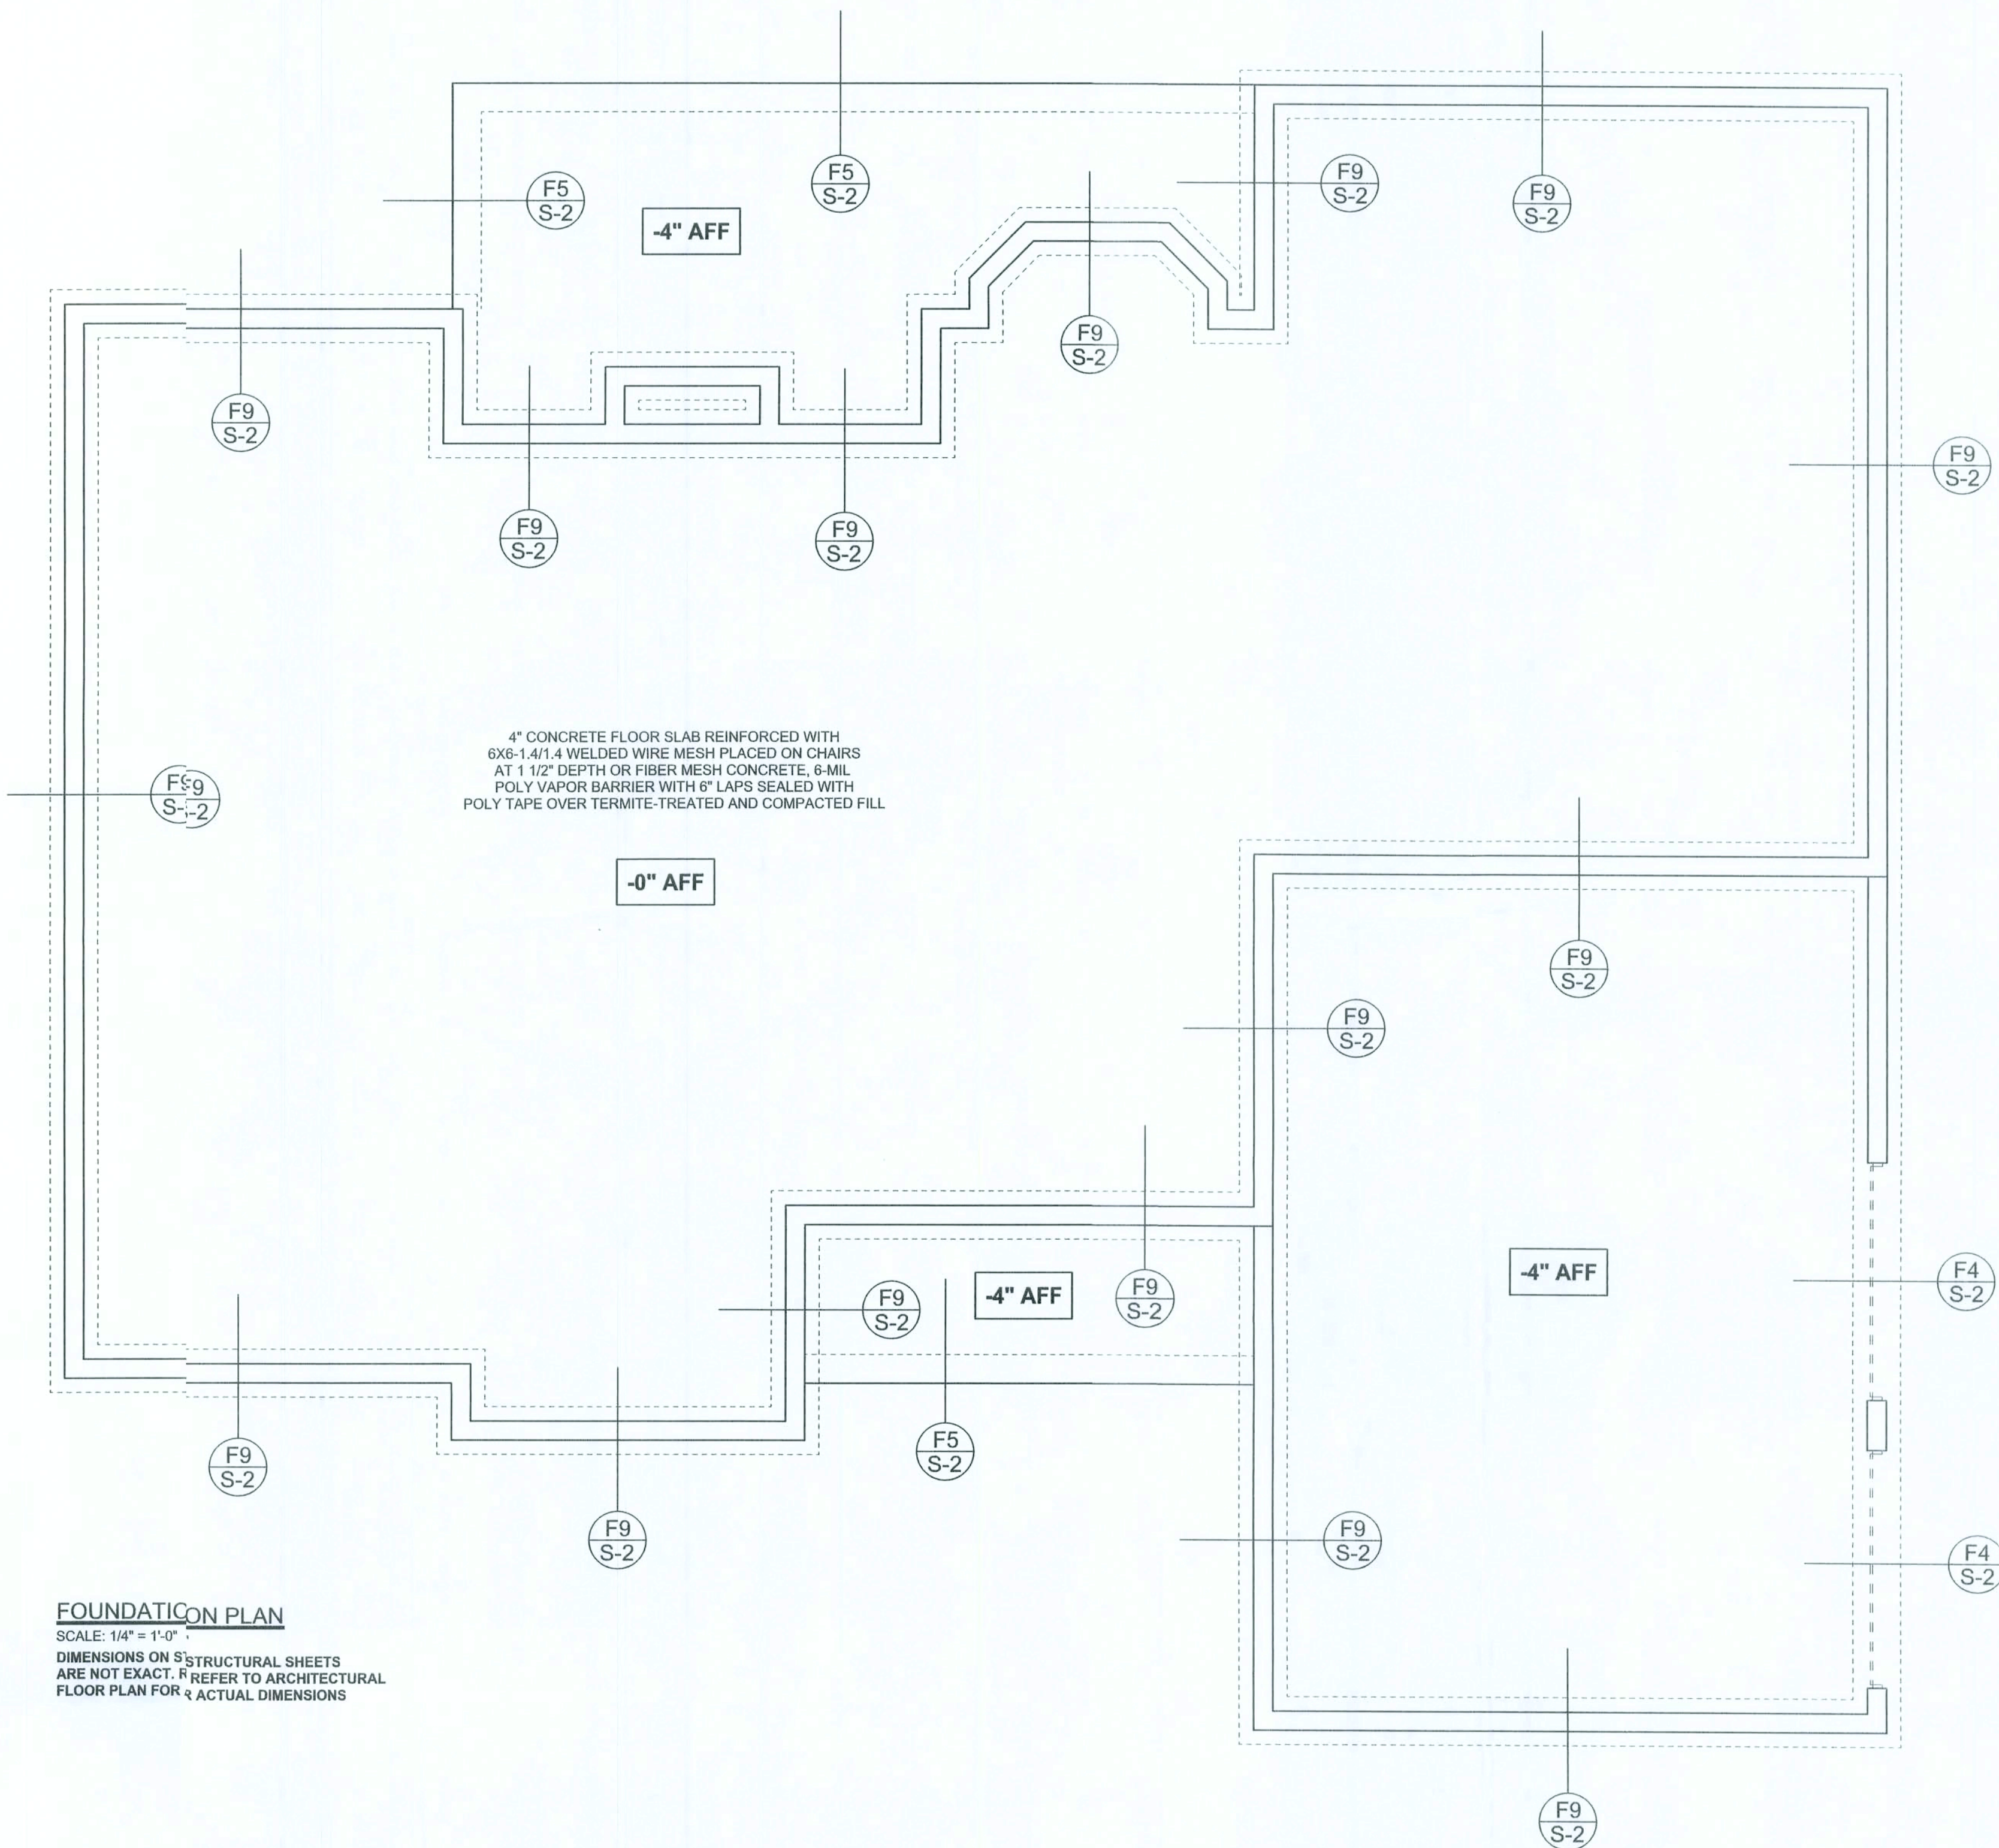 F5
S-2
F5
S-2
F9
S-2
F9
S-2
-4" AFF
F9
S-2
F9
S-2
F9
S-2
F9
S-2
F9
S-2
4" CONCRETE FLOOR SLAB REINFORCED WITH
6X6-1.4/1.4 WELDED WIRE MESH PLACED ON CHAIRS
AT 1 1/2" DEPTH OR FIBER MESH CONCRETE, 6-MIL
POLY VAPOR BARRIER WITH 6" LAPS SEALED WITH
POLY TAPE OVER TERMITE-TREATED AND COMPACTED FILL
F9
S-2
-0" AFF
F9
S-2
F9
S-2
-4" AFF
F9
S-2
-4" AFF
F9
S-2
F4
S-2
F9
S-2
F5
S-2
F9
S-2
F9
S-2
F4
S-2
FOUNDATION PLAN
SCALE: 1/4" = 1'-0"
DIMENSIONS ON STRUCTURAL SHEETS
ARE NOT EXACT. REFER TO ARCHITECTURAL
FLOOR PLAN FOR ACTUAL DIMENSIONS
F9
S-2